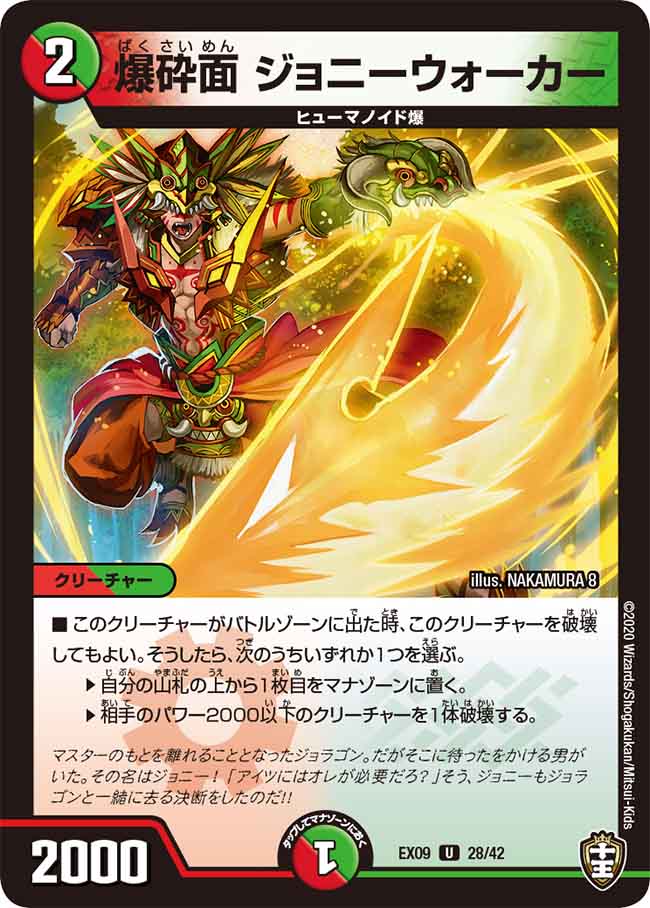 2
ばくさいめん
爆砕面 ジョニーウォーカー
ヒューマノイド爆
クリーチャー
illus. NAKAMURA 8
■ このクリーチャーがバトルゾーンに出た時、このクリーチャーを破壊
してもよい。そうしたら、次のうちいずれか1つを選ぶ。
▶自分の山札の上から1枚目をマナゾーンに置く。
▶相手のパワー2000以下のクリーチャーを1体破壊する。
マスターのもとを離れることとなったジョラゴン。だがそこに待ったをかける男が
いた。その名はジョニー!「アイツにはオレが必要だろ?」そう、ジョニーもジョラ
ゴンと一緒に去る決断をしたのだ!!
©2020 Wizards/Shogakukan/Mitsui-Kids
2000
タップしてマナゾーンにおく
1
EX09 U 28/42
十王